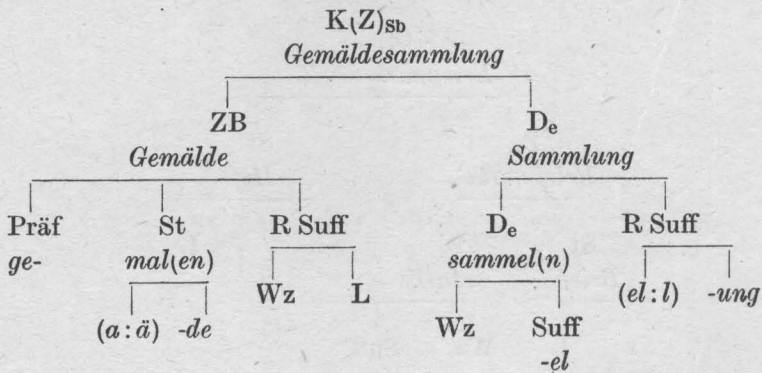 K(Z)Sb
Gemäldesammlung
ZB De
Gemälde Sammlung
Präf St R Suff De R Suff
ge- mal(en) sammel(n)
Wz L (el:l) -ung
(a:ä) -de Wz Suff
-el